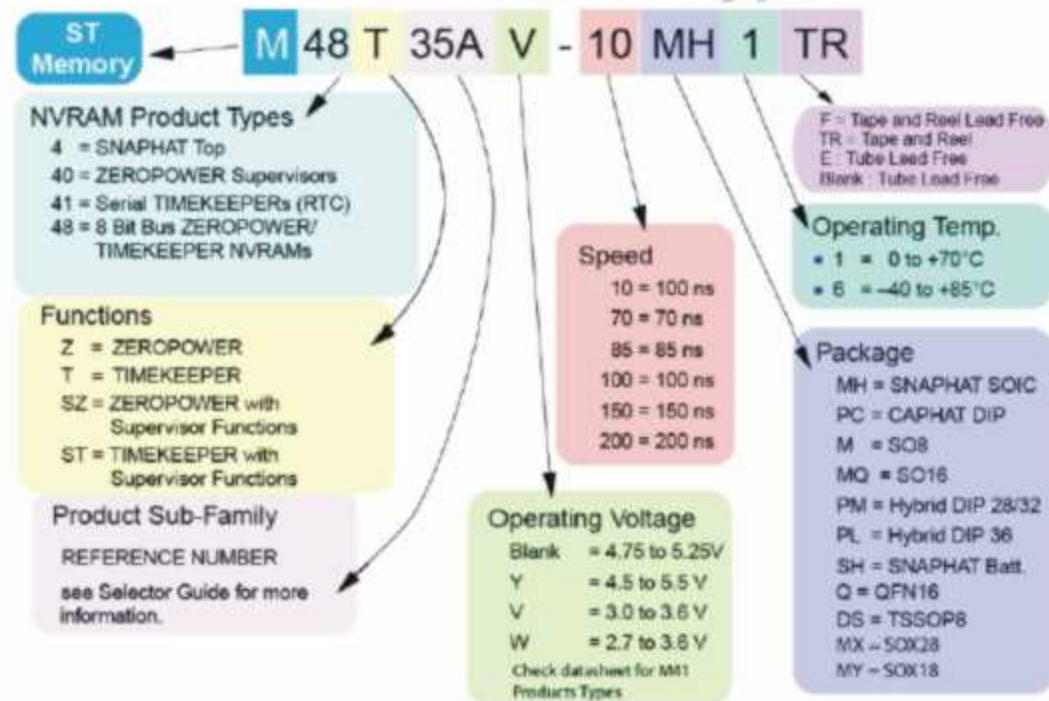 ST
Memory
M 48 T 35A V - 10 MH 1 TR
NVRAM Product Types
4 = SNAPHAT Top
40 = ZEROPOWER Supervisors
41 = Serial TIMEKEEPERs (RTC)
48 = 8 Bit Bus ZEROPOWER/
TIMEKEEPER NVRAMs
Functions
Z = ZEROPOWER
T = TIMEKEEPER
SZ = ZEROPOWER with
Supervisor Functions
ST = TIMEKEEPER with
Supervisor Functions
Product Sub-Family
REFERENCE NUMBER
see Selector Guide for more
information.
Operating Voltage
Blank = 4.75 to 5.25V
Y = 4.5 to 5.5 V
V = 3.0 to 3.6 V
W = 2.7 to 3.6 V
Check datasheet for M41
Products Types
Speed
10 = 100 ns
70 = 70 ns
85 = 85 ns
100 = 100 ns
150 = 150 ns
200 = 200 ns
F = Tape and Reel Lead Free
TR = Tape and Reel
E : Tube Lead Free
Blank : Tube Lead Free
Operating Temp.
• 1 = 0 to +70°C
• 6 = –40 to +85°C
Package
MH = SNAPHAT SOIC
PC = CAPHAT DIP
M = SO8
MQ = SO16
PM = Hybrid DIP 28/32
PL = Hybrid DIP 36
SH = SNAPHAT Batt.
Q = QFN16
DS = TSSOP8
MX – SOX28
MY – SOX18